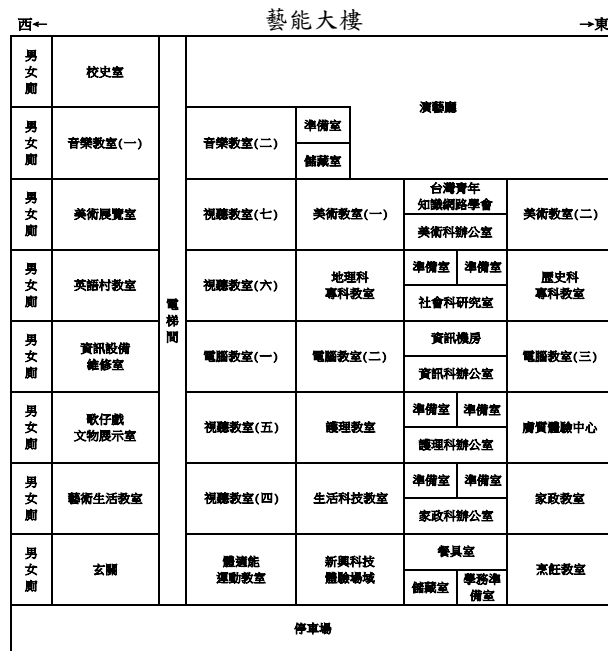 藝能大樓
西← →東
男女廁 校史室 演藝廳
男女廁 音樂教室(一) 音樂教室(二) 準備室
儲藏室
男女廁 美術展覽室 視聽教室(七) 美術教室(一) 台灣青年
知識網路學會 美術教室(二)
美術科辦公室
男女廁 英語村教室 電梯間 視聽教室(六) 地理科
專科教室 準備室 準備室 歷史科
專科教室
社會科研究室
男女廁 資訊設備
維修室 電腦教室(一) 電腦教室(二) 資訊機房 電腦教室(三)
資訊科辦公室
男女廁 歌仔戲
文物展示室 視聽教室(五) 護理教室 準備室 準備室 膚質體驗中心
護理科辦公室
男女廁 藝術生活教室 視聽教室(四) 生活科技教室 準備室 準備室 家政教室
家政科辦公室
男女廁 玄關 體適能
運動教室 新興科技
體驗場域 餐具室 烹飪教室
儲藏室 學務準
備室
停車場